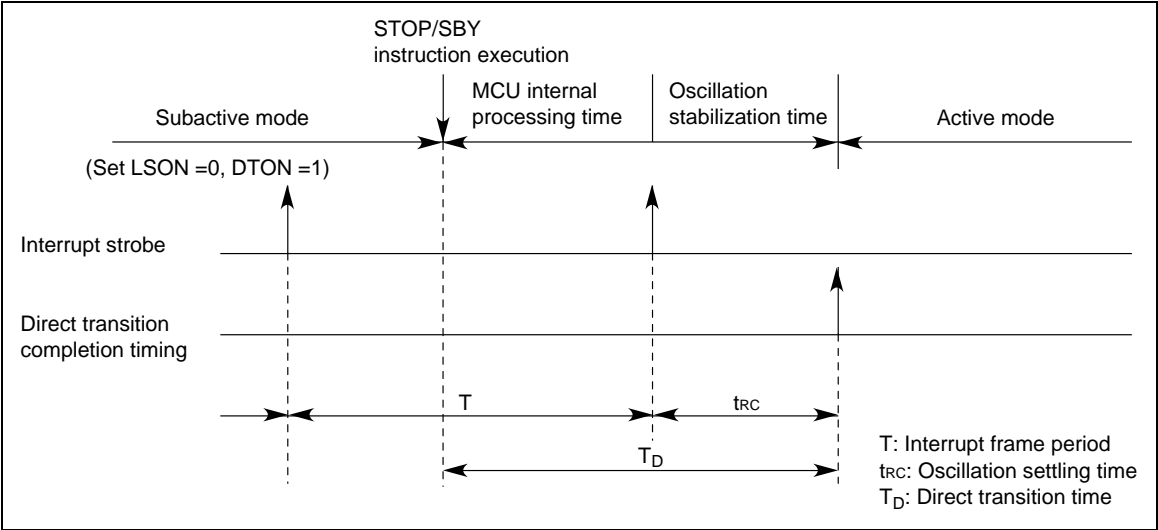 STOP/SBY
instruction execution
MCU internal
processing time
Oscillation
stabilization time
Subactive mode
Active mode
(Set LSON =0, DTON =1)
Interrupt strobe
Direct transition
completion timing
T
tRC
TD
T: Interrupt frame period
tRC: Oscillation settling time
TD: Direct transition time